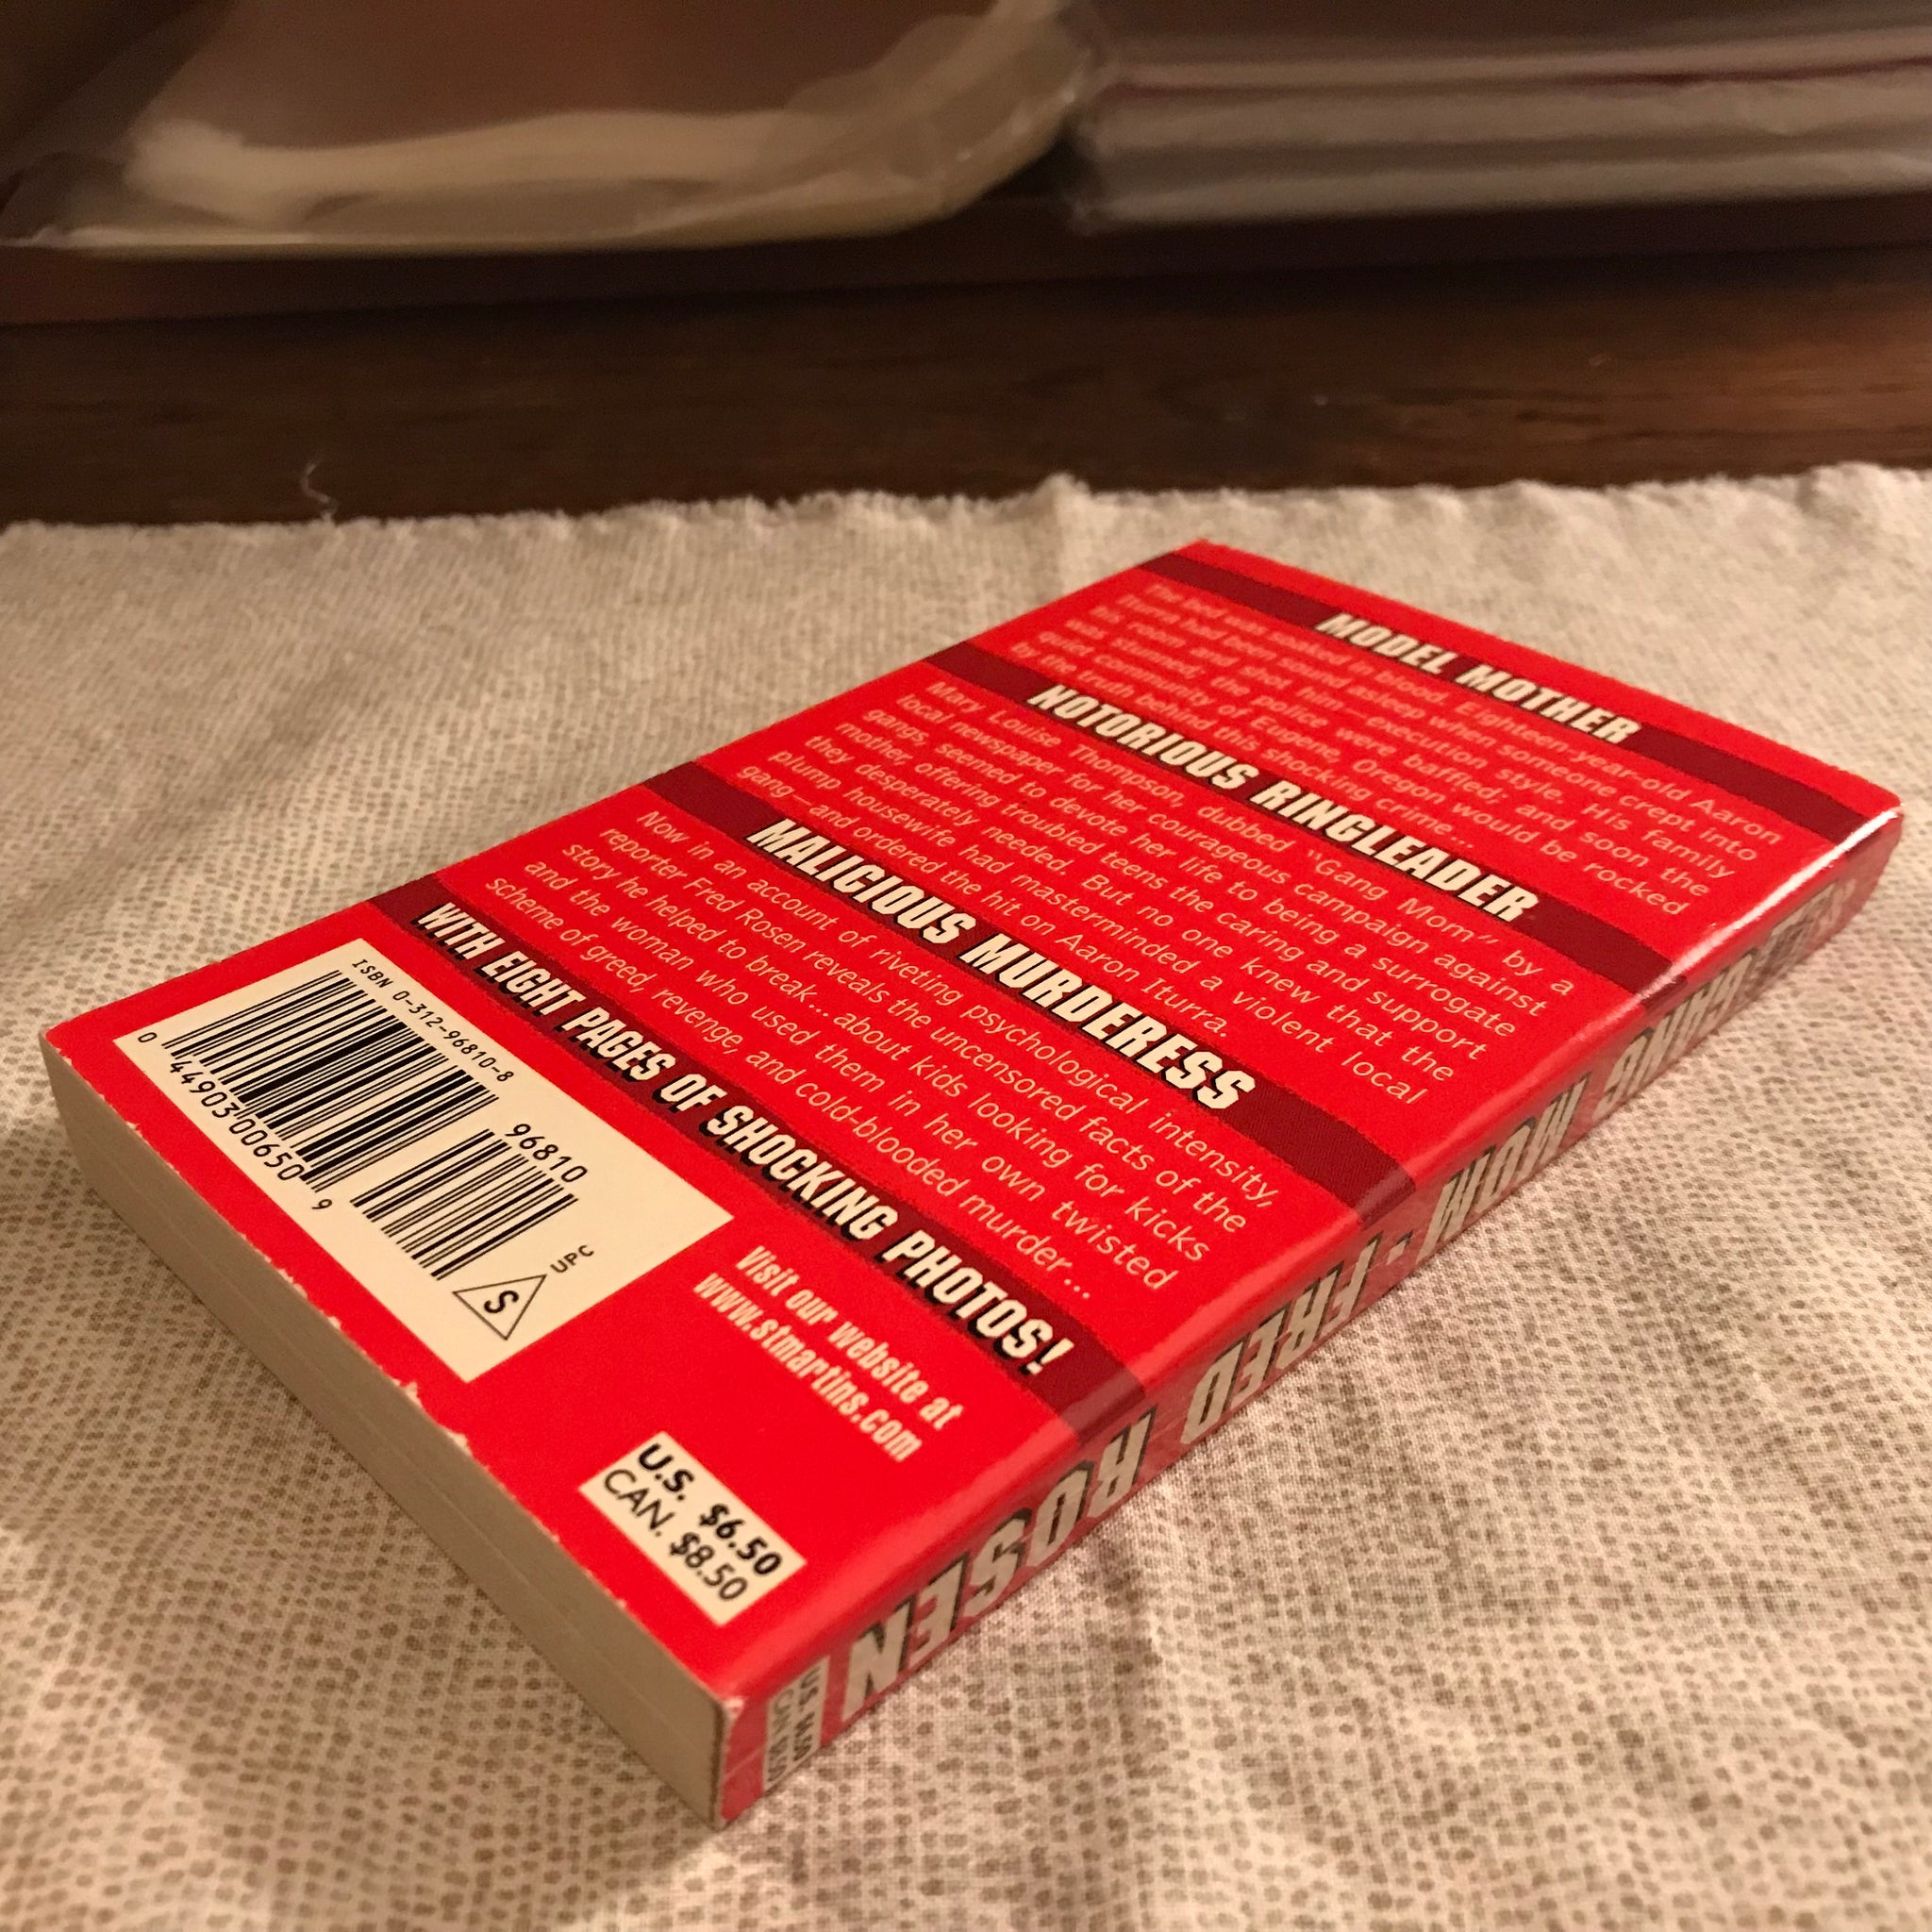 MODEL MOTHER
The bed was soaked in blood. Eighteen-year-old Aaron
Iturra had been sound asleep when someone crept into
his room and shot him—execution style. His family
was stunned, the police were baffled, and soon the
quiet community of Eugene, Oregon would be rocked
by the truth behind this shocking crime...
NOTORIOUS RINGLEADER
Mary Louise Thompson, dubbed "Gang Mom" by a
local newspaper for her courageous campaign against
gangs, seemed to devote her life to being a surrogate
mother, offering troubled teens the caring and support
they desperately needed. But no one knew that the
plump housewife had masterminded a violent local
gang—and ordered the hit on Aaron Iturra.
MALICIOUS MURDERESS
Now in an account of riveting psychological intensity,
reporter Fred Rosen reveals the uncensored facts of the
story he helped to break... about kids looking for kicks
and the woman who used them in her own twisted
scheme of greed, revenge, and cold-blooded murder...
WITH EIGHT PAGES OF SHOCKING PHOTOS!
ISBN 0-312-96810-8
96810
0 44903 00650 9
S
UPC
Visit our website at
www.stmartins.com
U.S. $6.50
CAN. $8.50
GANG MOM - FRED ROSEN